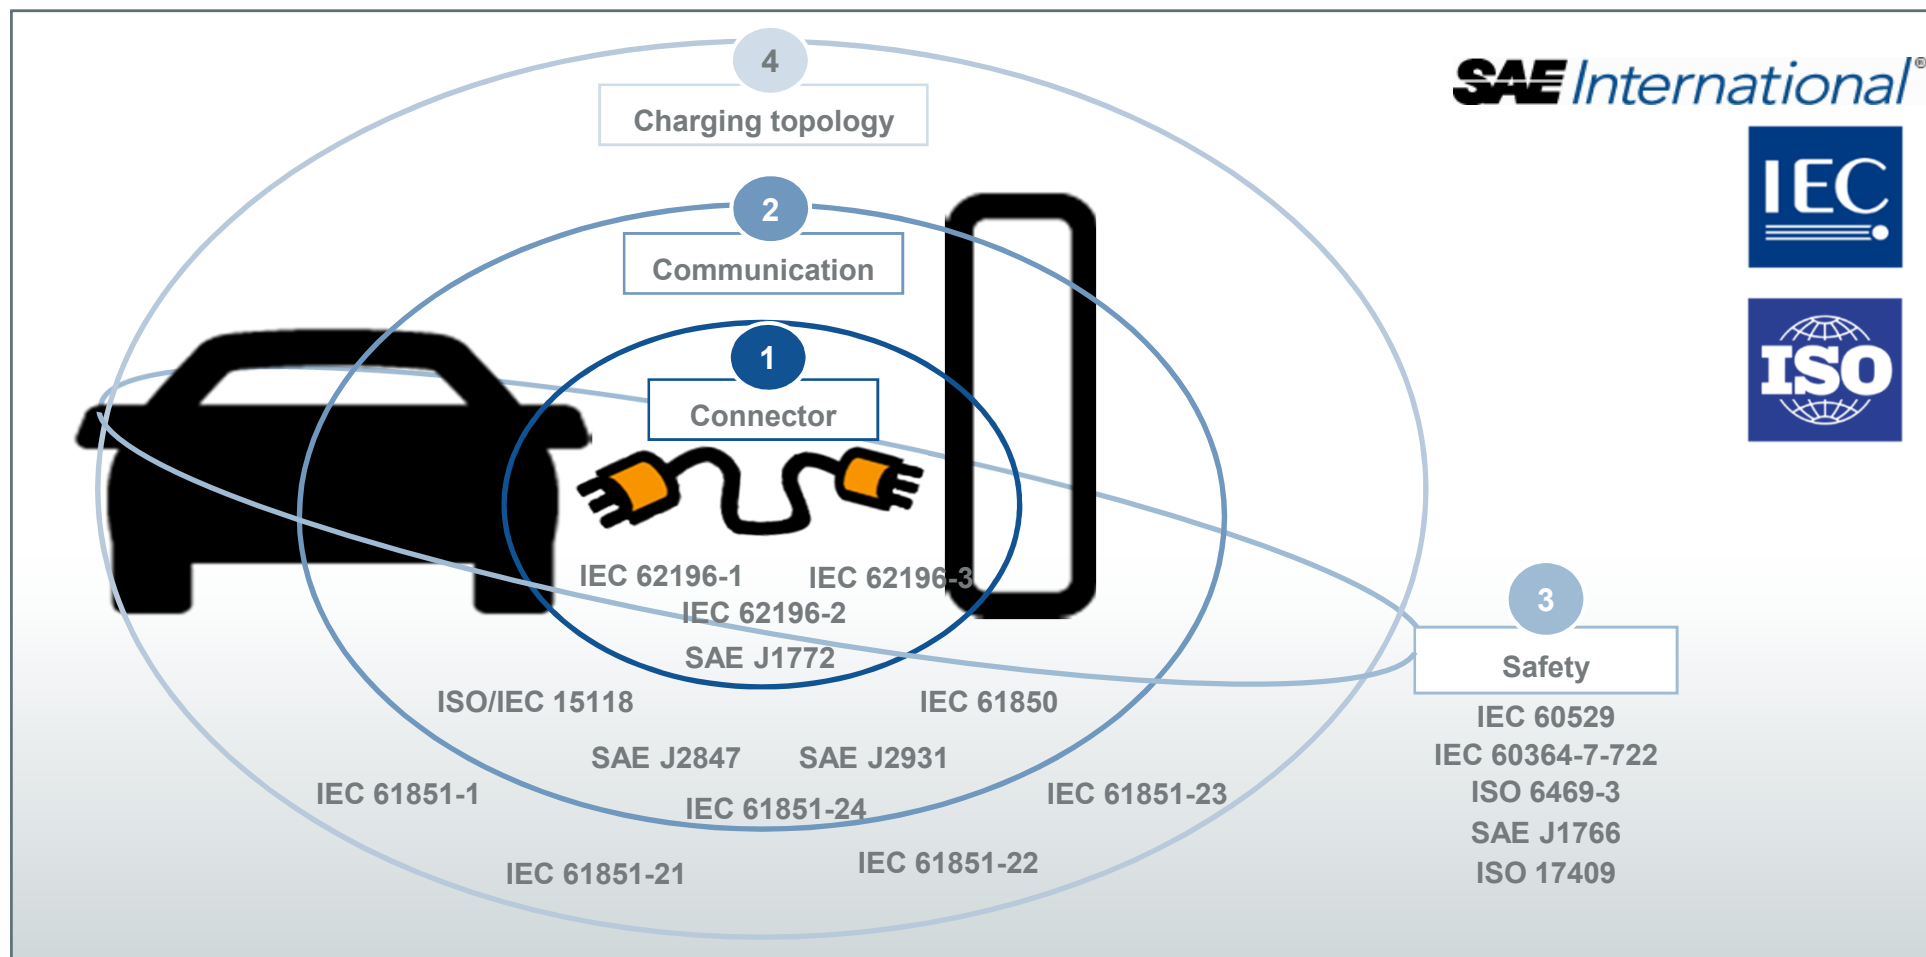 4
Charging topology
SAE International®
IEC
2
Communication
ISO
1
Connector
IEC 62196-1
IEC 62196-3
IEC 62196-2
SAE J1772
3
Safety
ISO/IEC 15118
IEC 61850
SAE J2847
SAE J2931
IEC 61851-1
IEC 61851-24
IEC 61851-23
IEC 61851-21
IEC 61851-22
IEC 60529
IEC 60364-7-722
ISO 6469-3
SAE J1766
ISO 17409